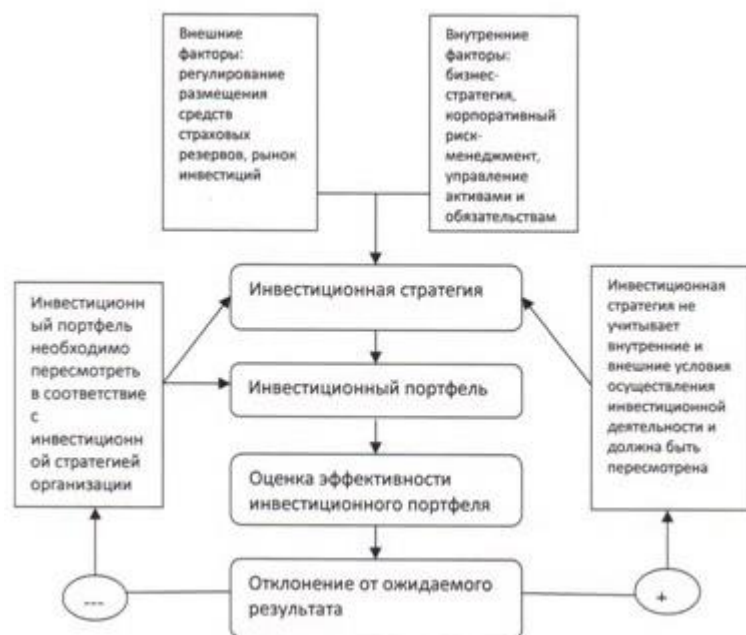 Внешние
факторы:
регулирование
размещения
средств
страховых
резервов, рынок
инвестиций
Внутренние
факторы:
бизнес-
стратегия,
корпоративный
риск-
менеджмент,
управление
активами и
обязательствам
Инвестиционная стратегия
Инвестиционн
ый портфель
необходимо
пересмотреть
в соответствие
с
инвестиционн
ой стратегией
организации
Инвестиционная
стратегия не
учитывает
внутренние и
внешние условия
осуществления
инвестиционной
деятельности и
должна быть
пересмотрена
Инвестиционный портфель
Оценка эффективности
инвестиционного портфеля
Отклонение от ожидаемого
результата
---
+